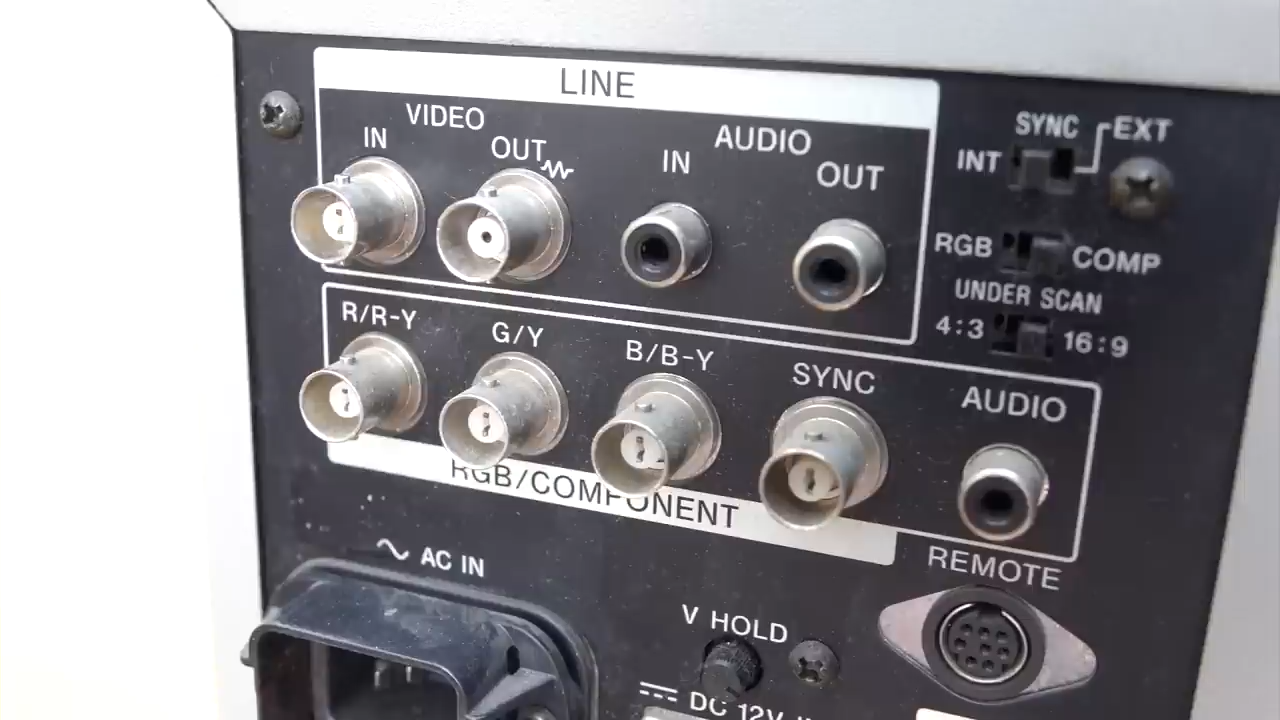 LINE
VIDEO
IN
OUT
AUDIO
IN
OUT
SYNC
INT
EXT
RGB
COMP
UNDER SCAN
4:3
16:9
R/R-Y
G/Y
B/B-Y
SYNC
AUDIO
RGB/COMPONENT
AC IN
REMOTE
V HOLD
DC 12V